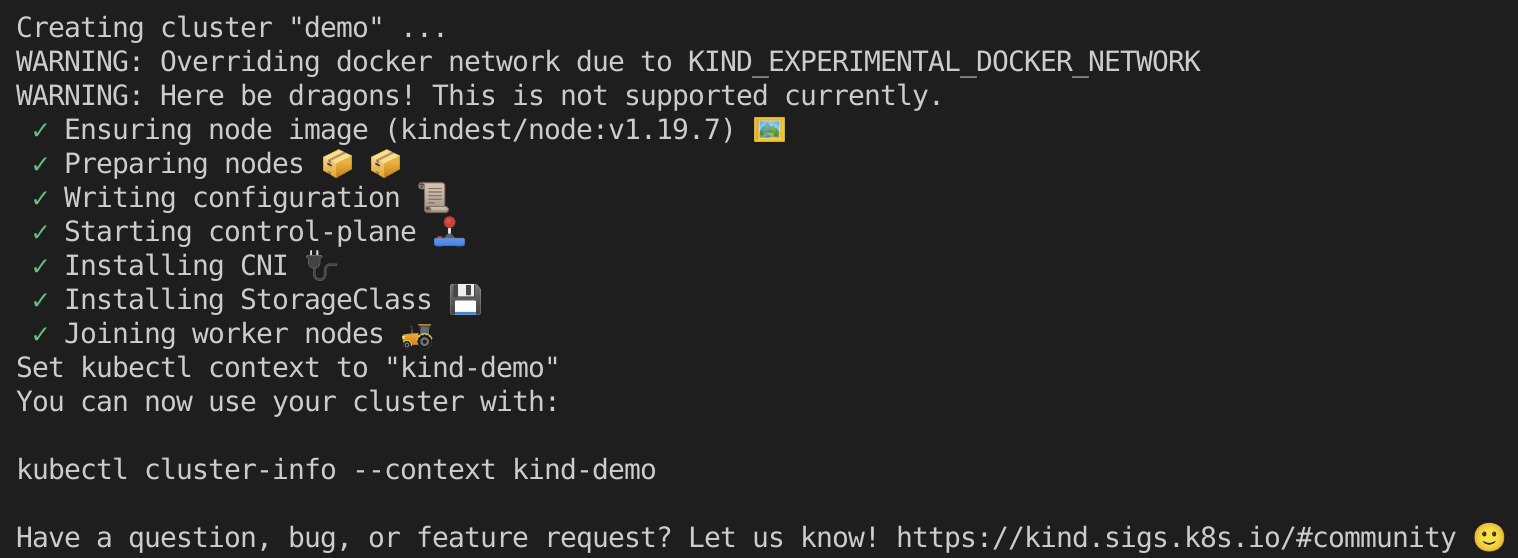 Creating cluster "demo" ...
WARNING: Overriding docker network due to KIND_EXPERIMENTAL_DOCKER_NETWORK
WARNING: Here be dragons! This is not supported currently.
✓ Ensuring node image (kindest/node:v1.19.7) 🖼
✓ Preparing nodes 📦 📦
✓ Writing configuration 📜
✓ Starting control-plane 🕹
✓ Installing CNI 🔌
✓ Installing StorageClass 💾
✓ Joining worker nodes 🚜
Set kubectl context to "kind-demo"
You can now use your cluster with:
kubectl cluster-info --context kind-demo
Have a question, bug, or feature request? Let us know! https://kind.sigs.k8s.io/#community 🙂